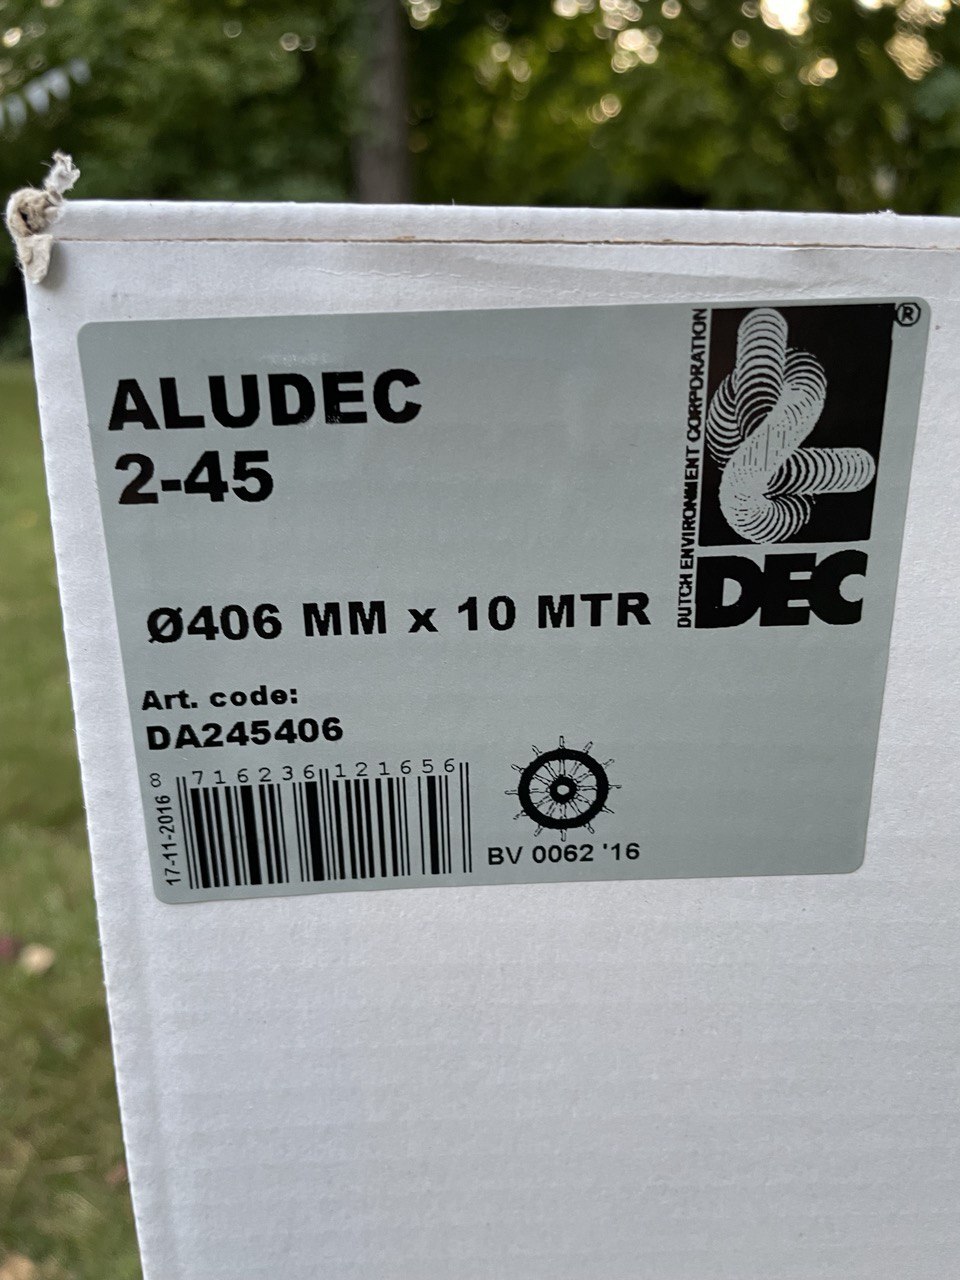 ALUDEC
2-45
Ø406 MM x 10 MTR
Art. code:
DA245406
8 716236 121656
17-11-2016
BV 0062 '16
DUTCH ENVIRONMENT CORPORATION
DEC
®